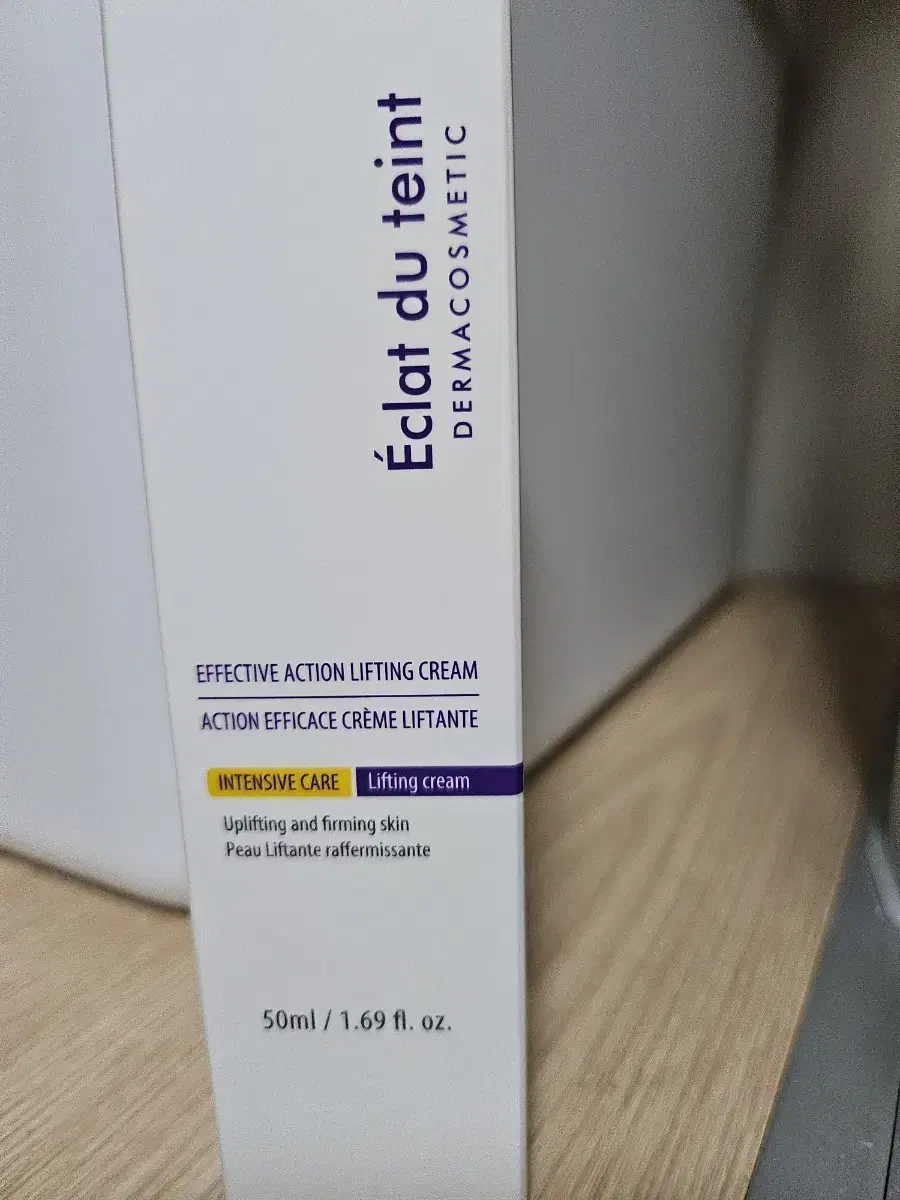 Éclat du teint
DERMACOSMETIC
EFFECTIVE ACTION LIFTING CREAM
ACTION EFFICACE CRÈME LIFTANTE
INTENSIVE CARE Lifting cream
Uplifting and firming skin
Peau Liftante raffermissante
50ml / 1.69 fl. oz.